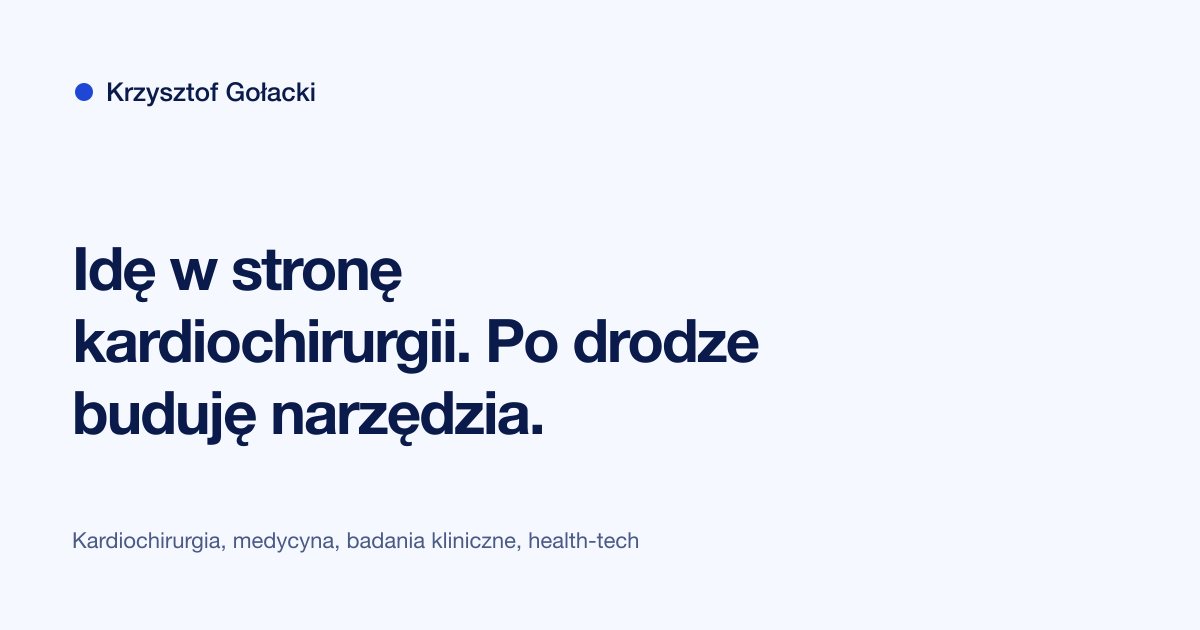 Krzysztof Gołacki
Idę w stronę
kardiochirurgii. Po drodze
buduję narzędzia.
Kardiochirurgia, medycyna, badania kliniczne, health-tech